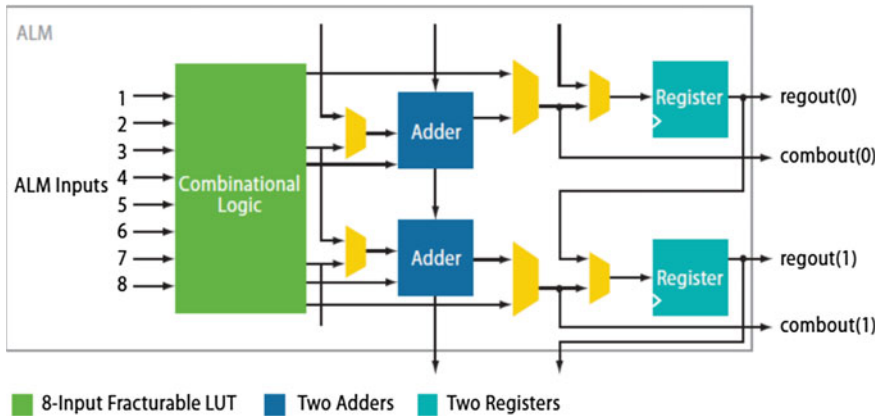 ALM
1
2
3
4
5
6
7
8
ALM Inputs
Combinational
Logic
Adder
Adder
Register
Register
regout(0)
combout(0)
regout(1)
combout(1)
8-Input Fracturable LUT
Two Adders
Two Registers